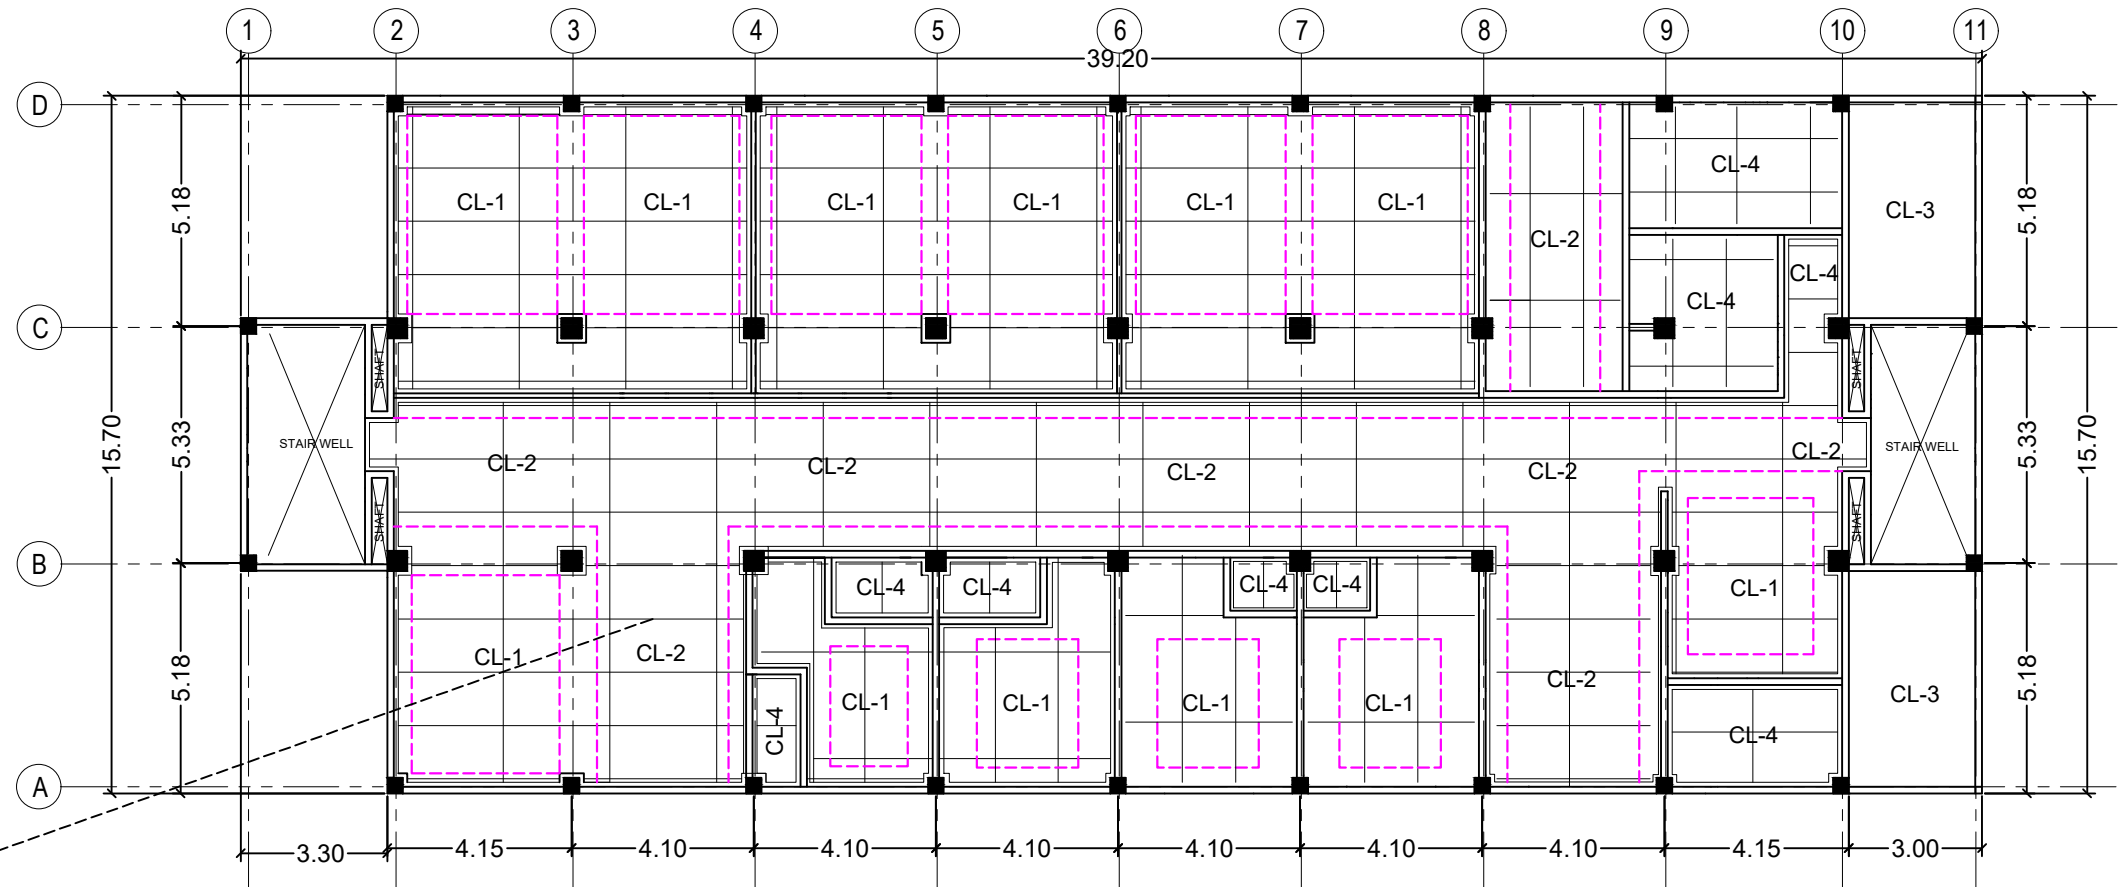 1 2 3 4 5 6 7 8 9 10 11
39.20
D
CL-4
5.18 CL-1 CL-1 CL-1 CL-1 CL-1 CL-1 CL-3 5.18
CL-2
CL-4
CL-4
C
SHAFT SHAFT
15.70 5.33 STAIR WELL CL-2 CL-2 CL-2 CL-2 CL-2 STAIR WELL 5.33 15.70
SHAFT SHAFT
B
CL-4 CL-4 CL-4 CL-4 CL-1
5.18 CL-1 CL-2 CL-2 CL-3 5.18
CL-4 CL-1 CL-1 CL-1 CL-1
CL-4
A
3.30 4.15 4.10 4.10 4.10 4.10 4.10 4.15 3.00